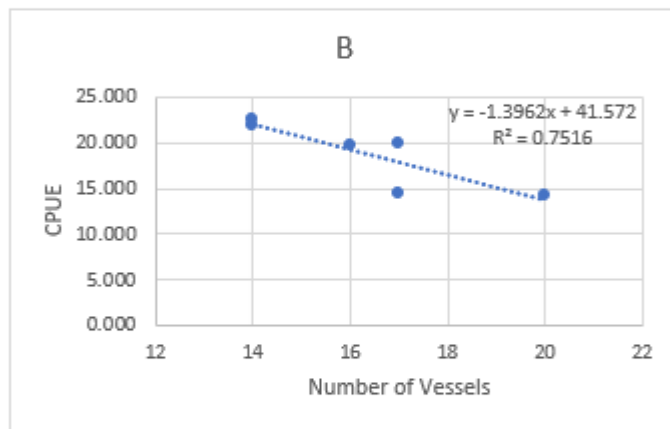 B
25.000
20.000
15.000
10.000
5.000
0.000
CPUE
y = -1.3962x + 41.572
R² = 0.7516
12 14 16 18 20 22
Number of Vessels